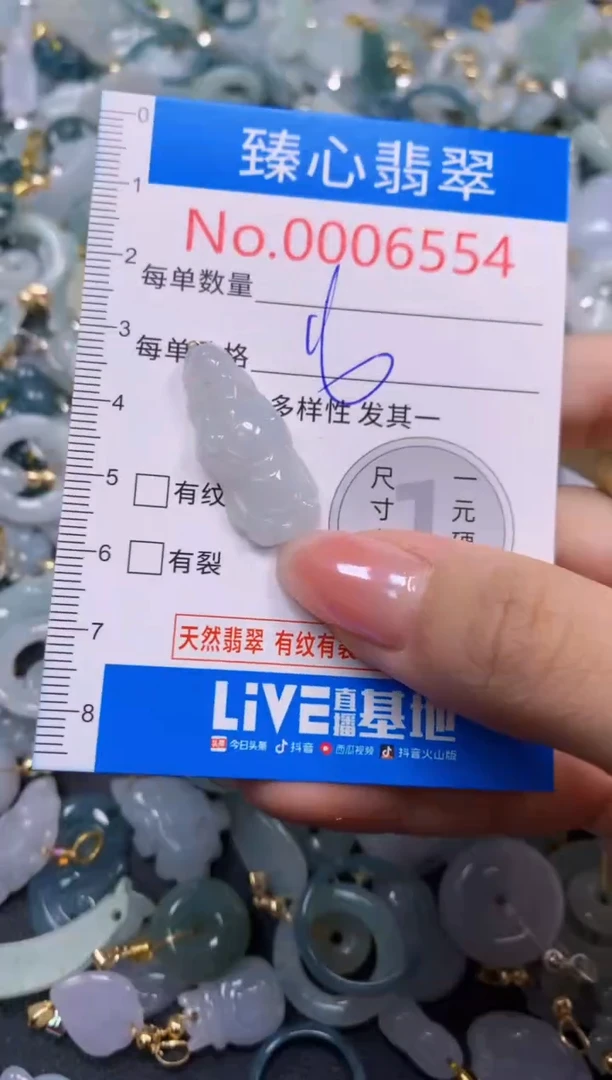 臻心翡翠
No.0006554
每单数量
每单 格
6
多样性 发其一
尺寸
一元硬
1
有纹
有裂
天然翡翠 有纹有裂
LiVE直播基地
今日头条 抖音 西瓜视频 抖音火山版
0
1
2
3
4
5
6
7
8